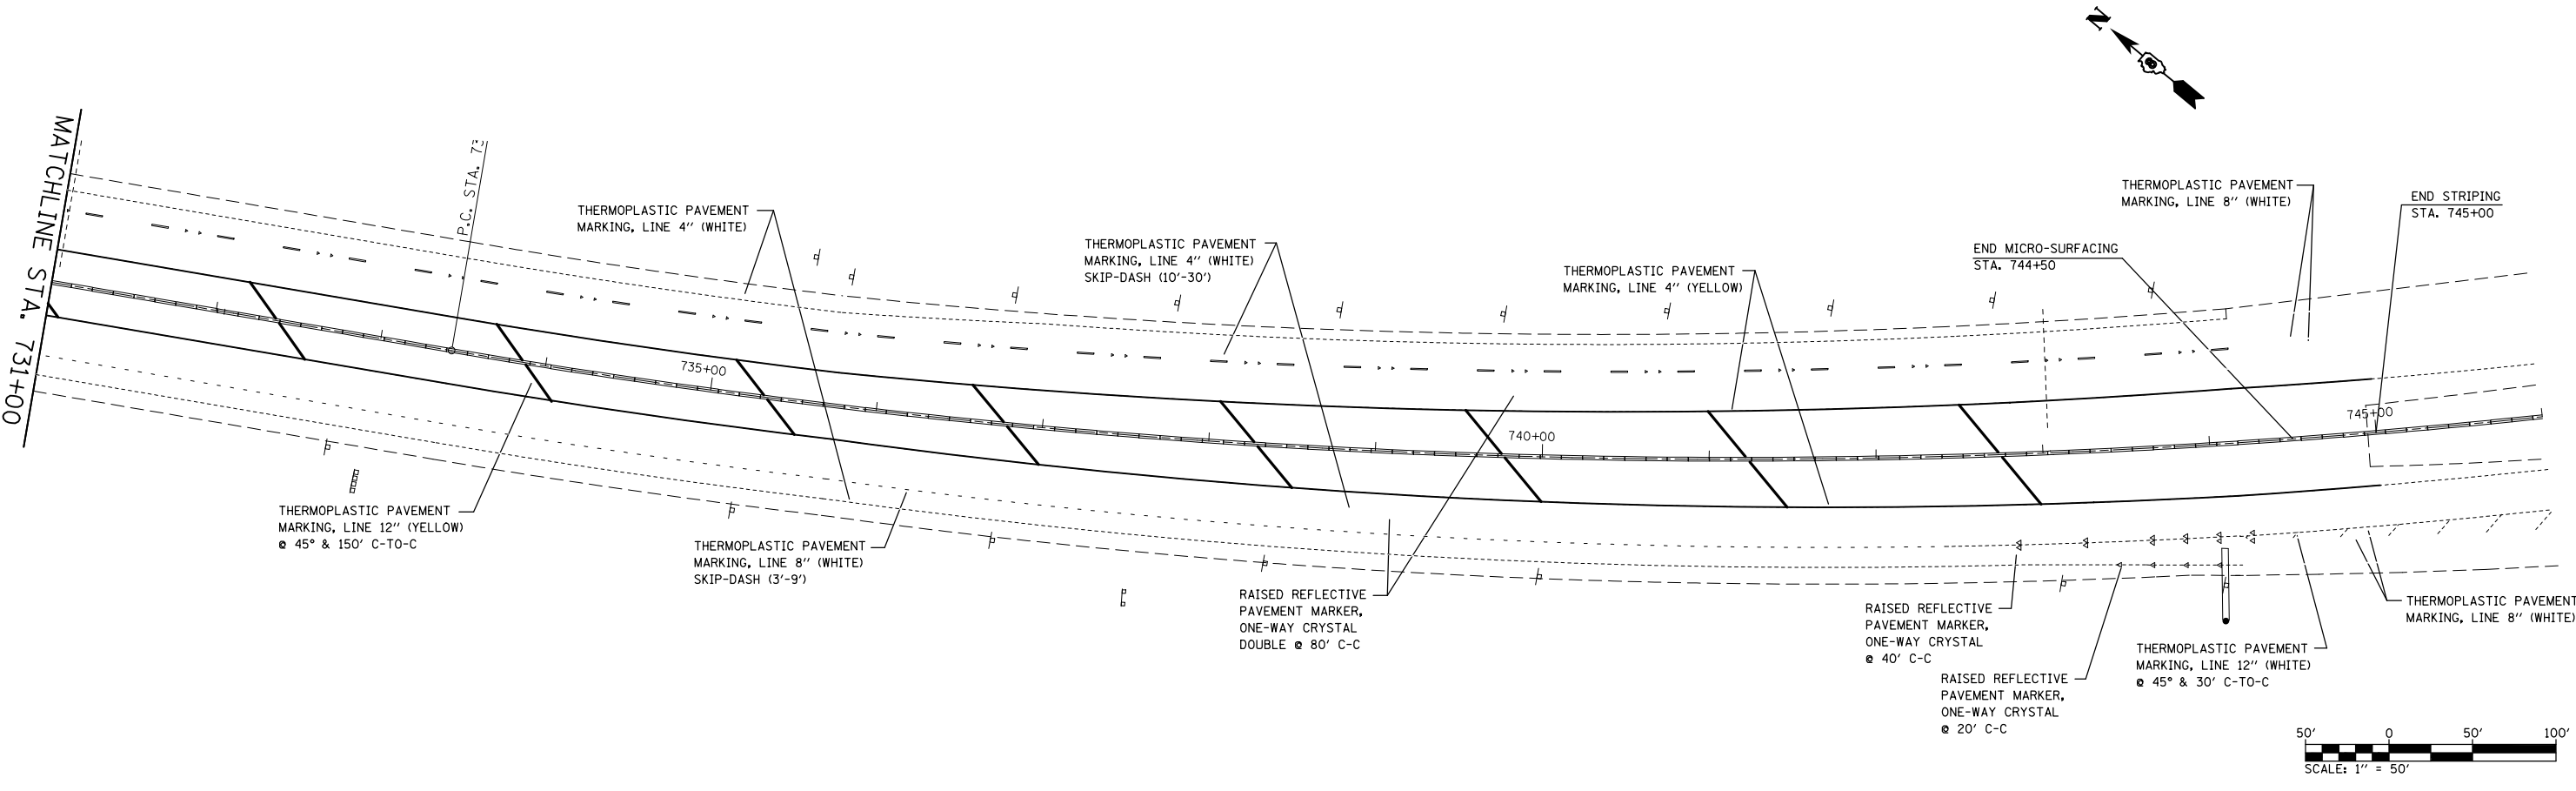 N
MATCHLINE STA. 731+00
P.C. STA. 73
THERMOPLASTIC PAVEMENT
MARKING, LINE 4" (WHITE)
THERMOPLASTIC PAVEMENT
MARKING, LINE 4" (WHITE)
SKIP-DASH (10'-30')
THERMOPLASTIC PAVEMENT
MARKING, LINE 4" (YELLOW)
END MICRO-SURFACING
STA. 744+50
THERMOPLASTIC PAVEMENT
MARKING, LINE 8" (WHITE)
END STRIPING
STA. 745+00
735+00
740+00
745+00
THERMOPLASTIC PAVEMENT
MARKING, LINE 12" (YELLOW)
@ 45° & 150' C-TO-C
THERMOPLASTIC PAVEMENT
MARKING, LINE 8" (WHITE)
SKIP-DASH (3'-9')
RAISED REFLECTIVE
PAVEMENT MARKER,
ONE-WAY CRYSTAL
DOUBLE @ 80' C-C
RAISED REFLECTIVE
PAVEMENT MARKER,
ONE-WAY CRYSTAL
@ 40' C-C
RAISED REFLECTIVE
PAVEMENT MARKER,
ONE-WAY CRYSTAL
@ 20' C-C
THERMOPLASTIC PAVEMENT
MARKING, LINE 12" (WHITE)
@ 45° & 30' C-TO-C
THERMOPLASTIC PAVEMENT
MARKING, LINE 8" (WHITE)
50' 0 50' 100'
SCALE: 1" = 50'